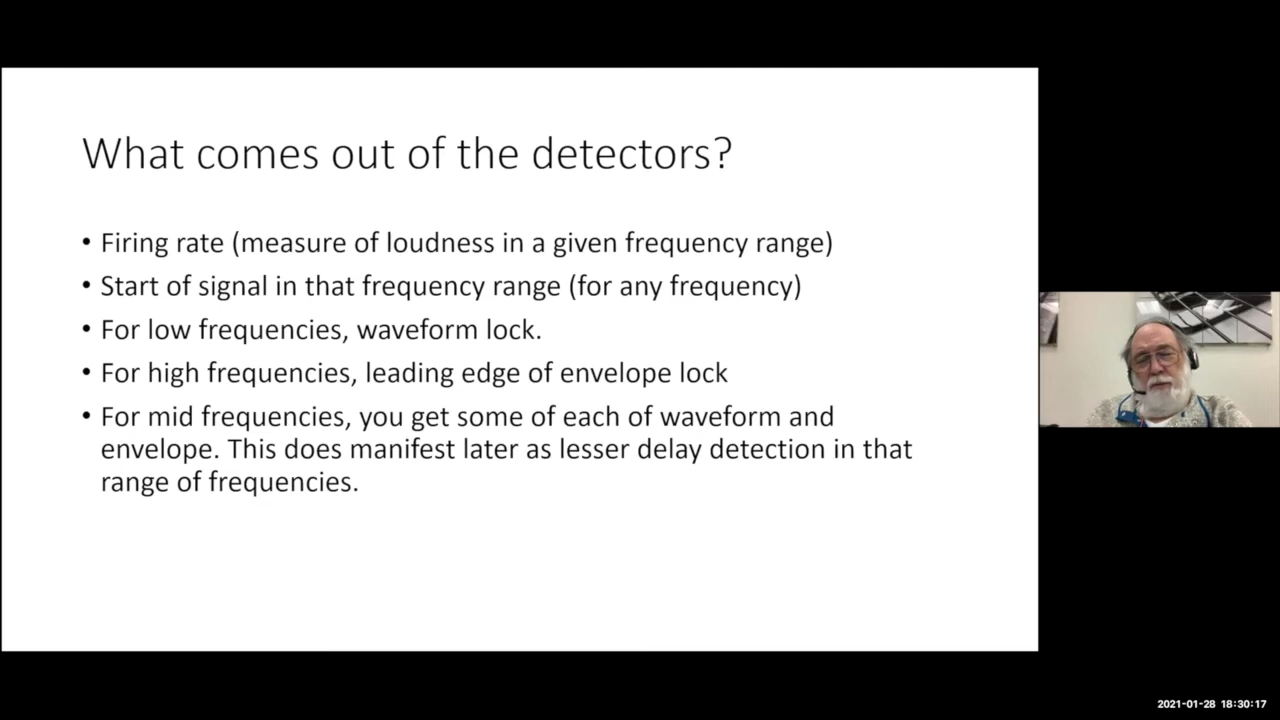 What comes out of the detectors?
• Firing rate (measure of loudness in a given frequency range)
• Start of signal in that frequency range (for any frequency)
• For low frequencies, waveform lock.
• For high frequencies, leading edge of envelope lock
• For mid frequencies, you get some of each of waveform and
envelope. This does manifest later as lesser delay detection in that
range of frequencies.
2021-01-28 18:30:17